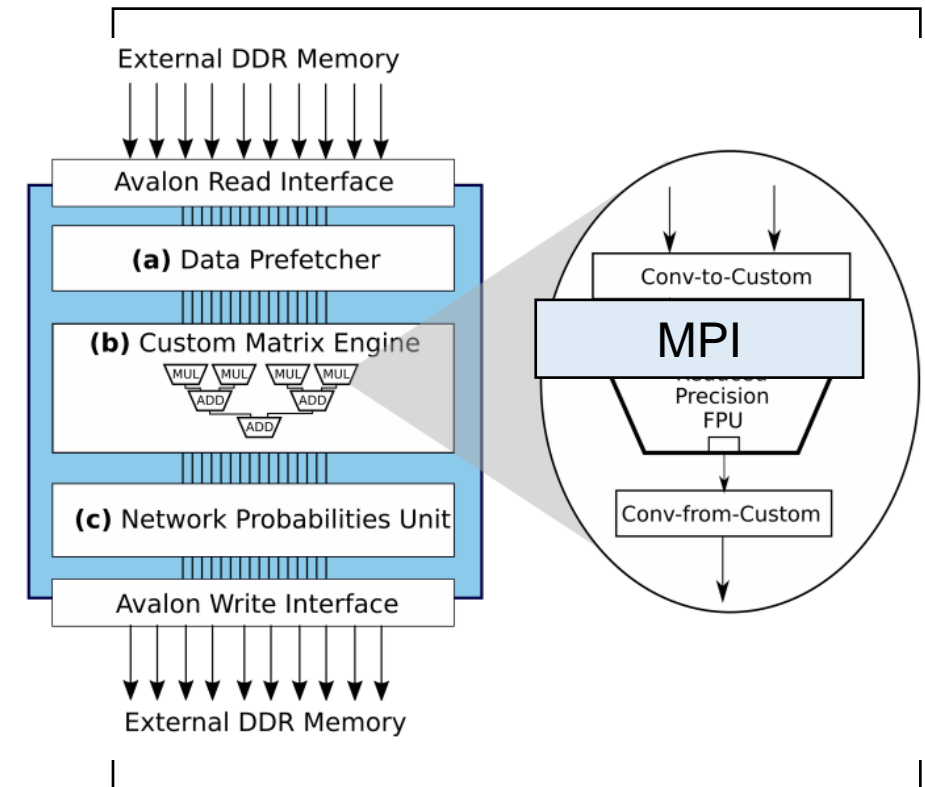 External DDR Memory
Avalon Read Interface
(a) Data Prefetcher
(b) Custom Matrix Engine
MUL MUL MUL MUL
ADD ADD
ADD
(c) Network Probabilities Unit
Avalon Write Interface
External DDR Memory
Conv-to-Custom
MPI
Precision
FPU
Conv-from-Custom